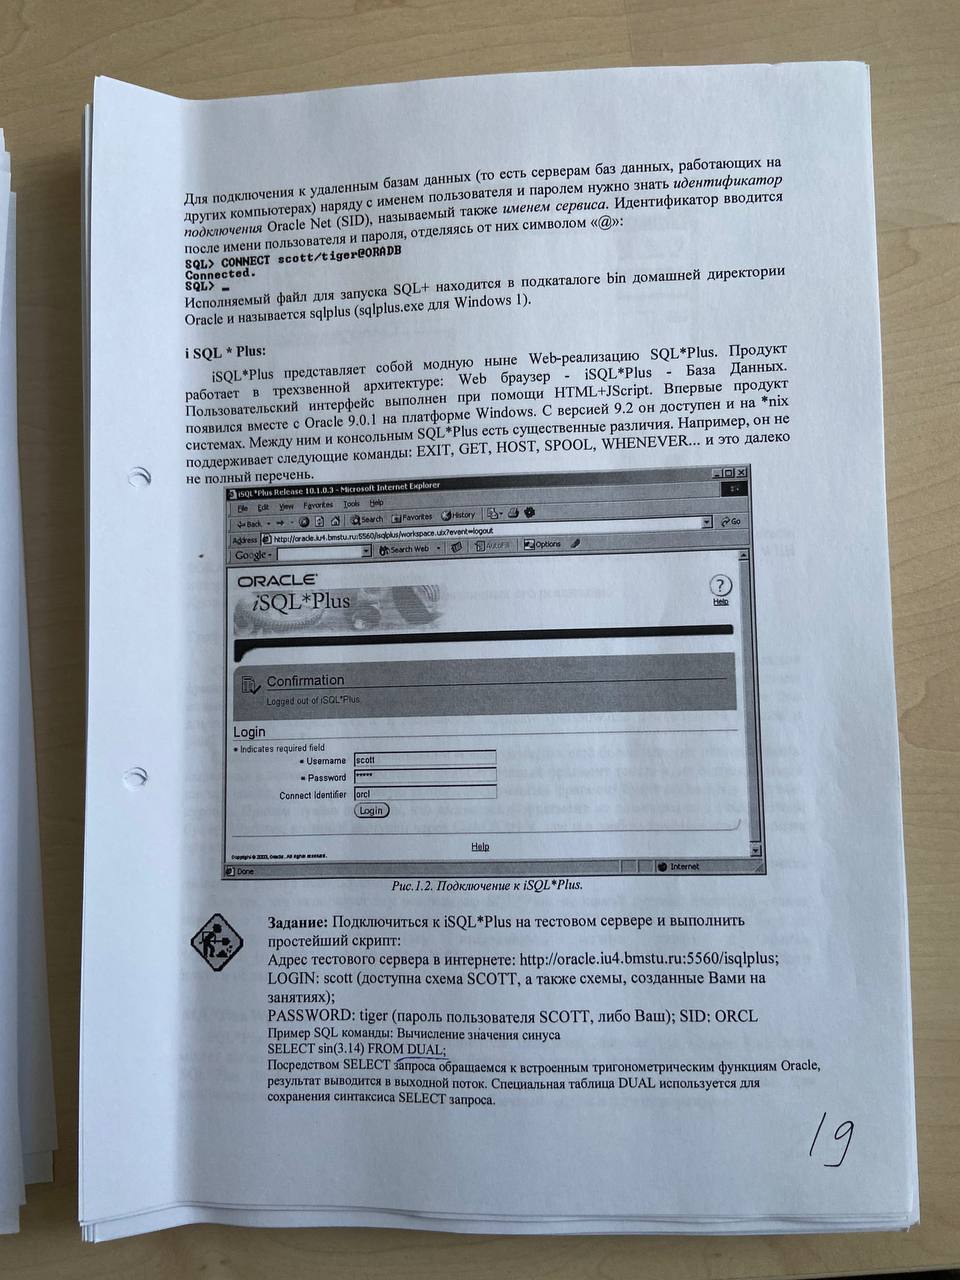 Для подключения к удаленным базам данных (то есть серверам баз данных, работающих на
других компьютерах) наряду с именем пользователя и паролем нужно знать идентификатор
подключения Oracle Net (SID), называемый также именем сервиса. Идентификатор вводится
после имени пользователя и пароля, отделяясь от них символом «@»:
SQL> CONNECT scott/tiger@ORADB
Connected.
SQL> _
Исполняемый файл для запуска SQL+ находится в подкаталоге bin домашней директории
Oracle и называется sqlplus (sqlplus.exe для Windows 1).
i SQL * Plus:
iSQL*Plus представляет собой модную ныне Web-реализацию SQL*Plus. Продукт
работает в трехзвенной архитектуре: Web браузер - iSQL*Plus - База Данных.
Пользовательский интерфейс выполнен при помощи HTML+JScript. Впервые продукт
появился вместе с Oracle 9.0.1 на платформе Windows. С версией 9.2 он доступен и на *nix
системах. Между ним и консольным SQL*Plus есть существенные различия. Например, он не
поддерживает следующие команды: EXIT, GET, HOST, SPOOL, WHENEVER... и это далеко
не полный перечень.
iSQL*Plus Release 10.1.0.3 - Microsoft Internet Explorer
File Edit View Favorites Tools Help
Back Search Favorites History
Address http://oracle.iu4.bmstu.ru:5560/isqlplus/workspace.uix?event=logout Go
Google Search Web AutoFill Options
ORACLE
iSQL*Plus
?
Help
Confirmation
Logged out of iSQL*Plus.
Login
* Indicates required field
* Username scott
* Password *****
Connect Identifier orcl
Login
Help
Copyright © 2003, Oracle. All rights reserved.
Done Internet
Рис.1.2. Подключение к iSQL*Plus.
Задание: Подключиться к iSQL*Plus на тестовом сервере и выполнить
простейший скрипт:
Адрес тестового сервера в интернете: http://oracle.iu4.bmstu.ru:5560/isqlplus;
LOGIN: scott (доступна схема SCOTT, а также схемы, созданные Вами на
занятиях);
PASSWORD: tiger (пароль пользователя SCOTT, либо Ваш); SID: ORCL
Пример SQL команды: Вычисление значения синуса
SELECT sin(3.14) FROM DUAL;
Посредством SELECT запроса обращаемся к встроенным тригонометрическим функциям Oracle,
результат выводится в выходной поток. Специальная таблица DUAL используется для
сохранения синтаксиса SELECT запроса.
19